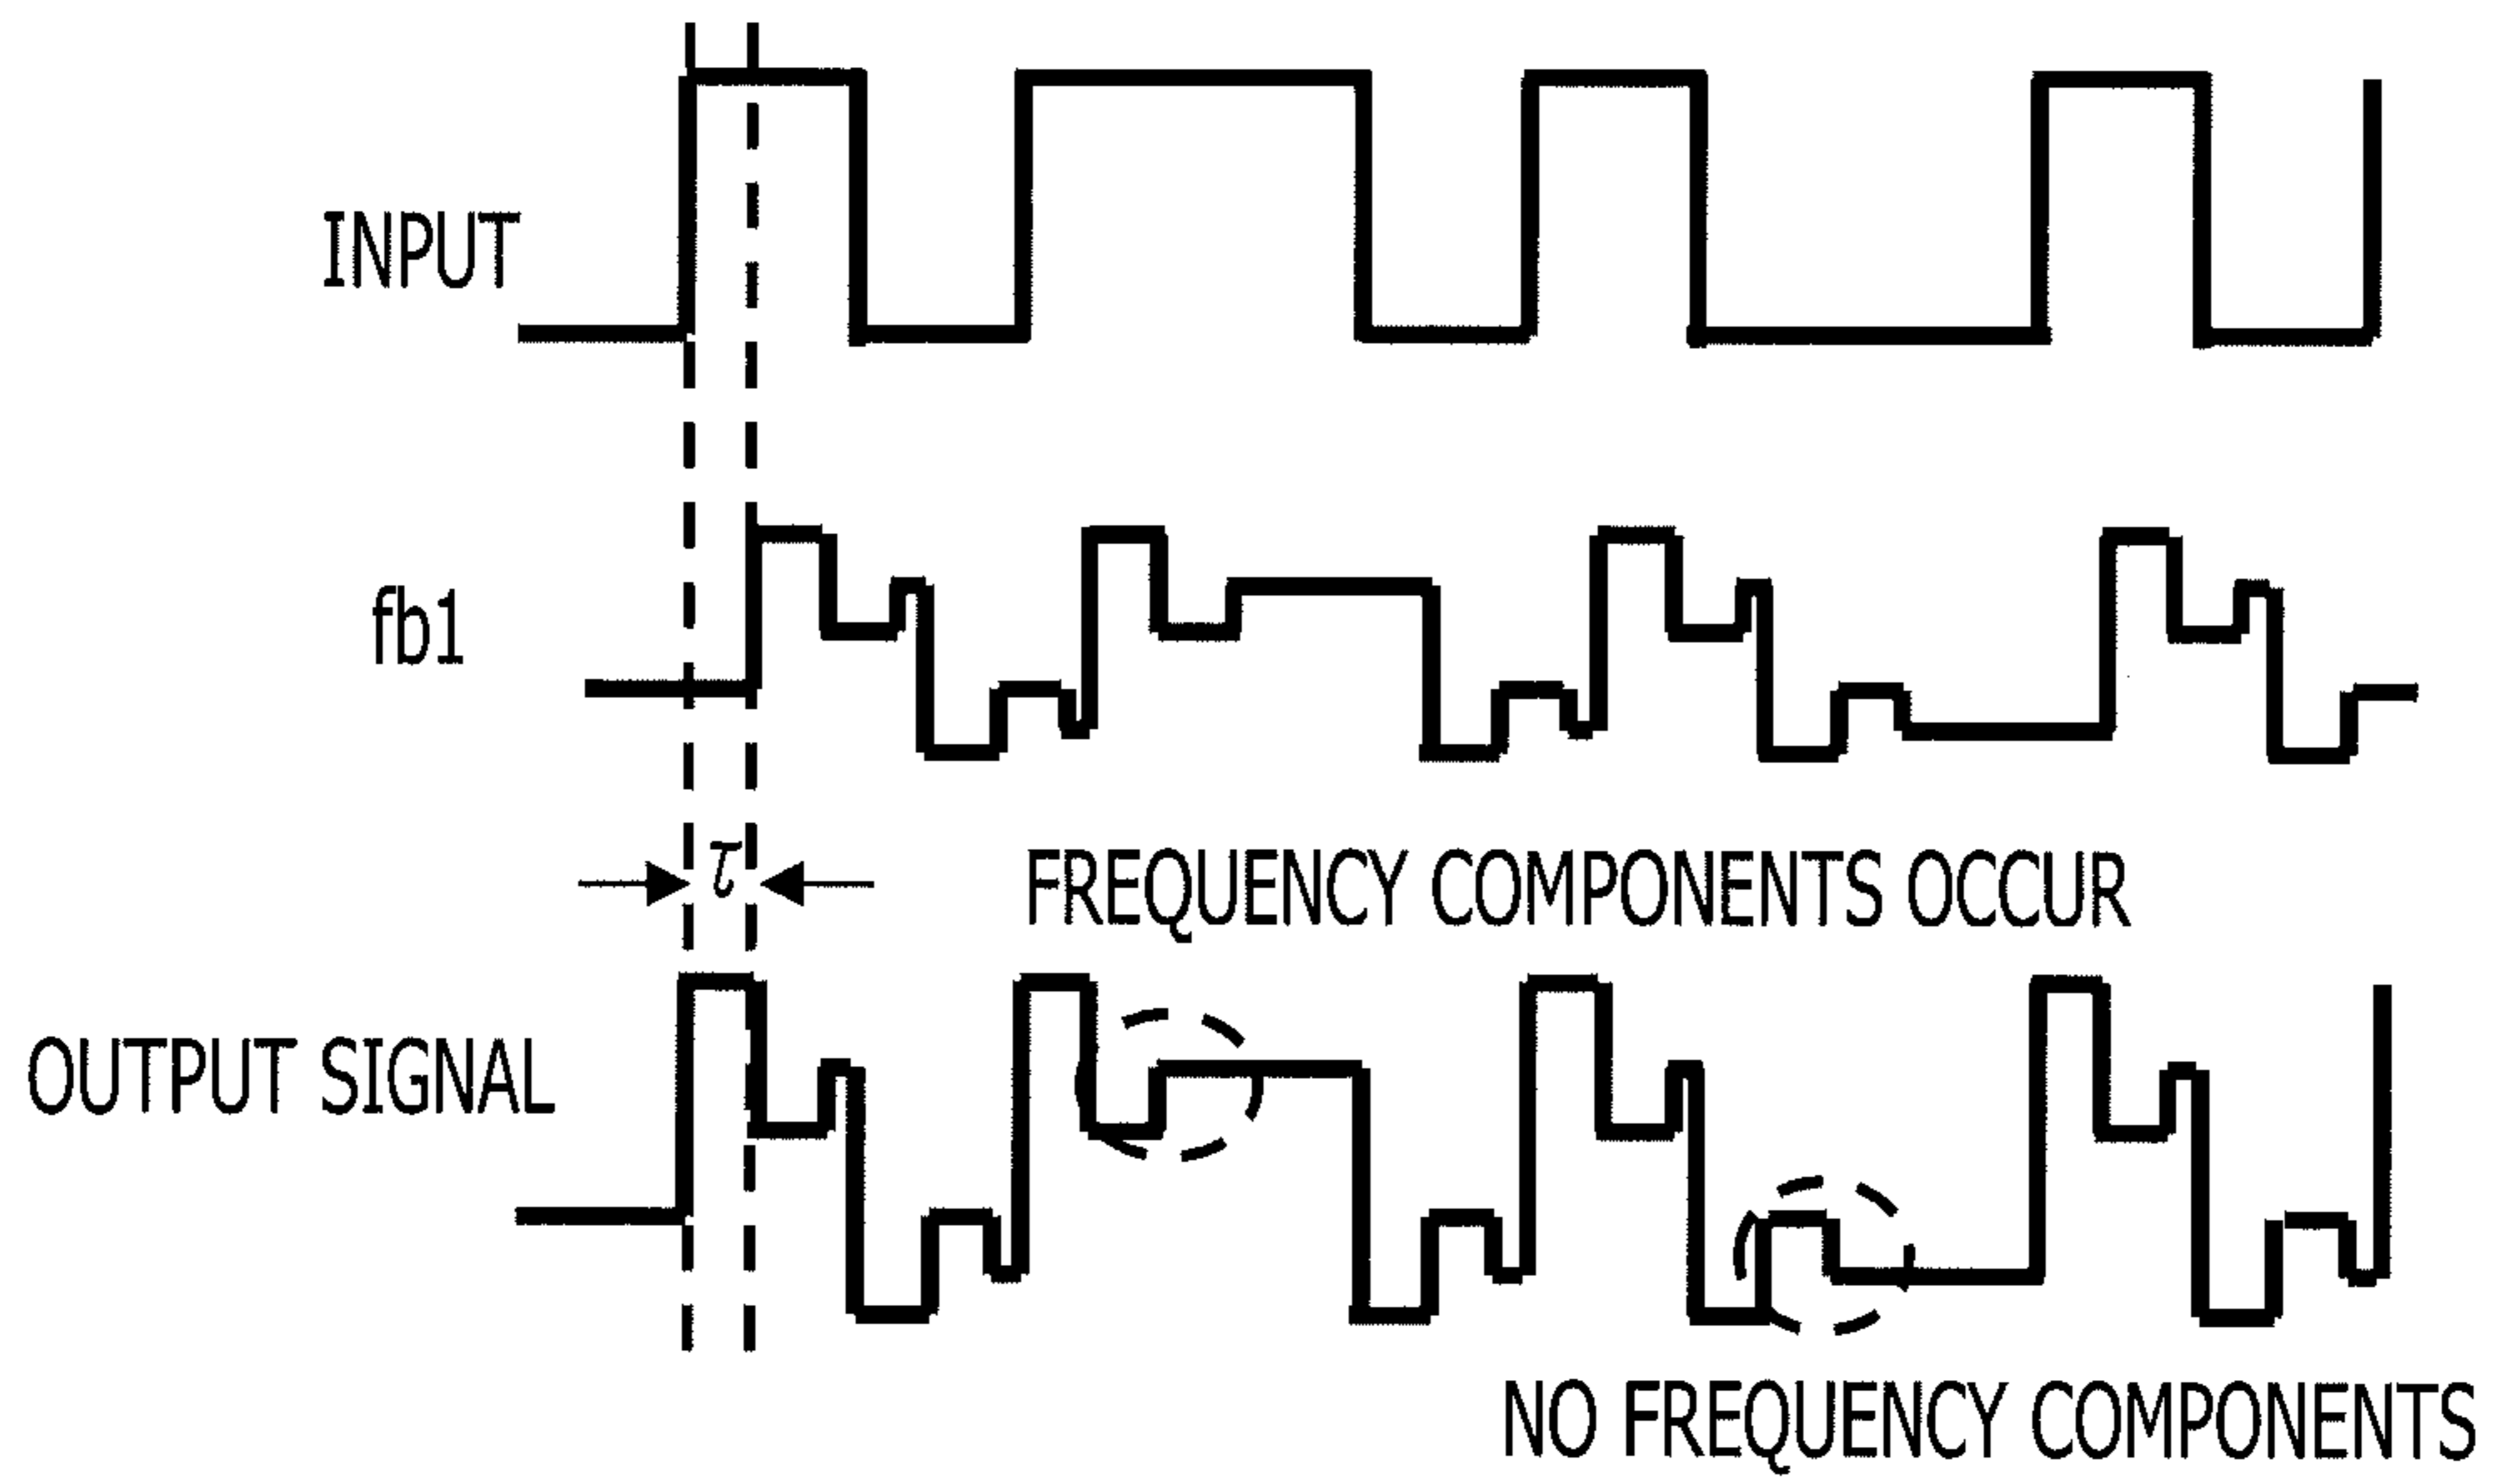 INPUT
fb1
τ
FREQUENCY COMPONENTS OCCUR
OUTPUT SIGNAL
NO FREQUENCY COMPONENTS